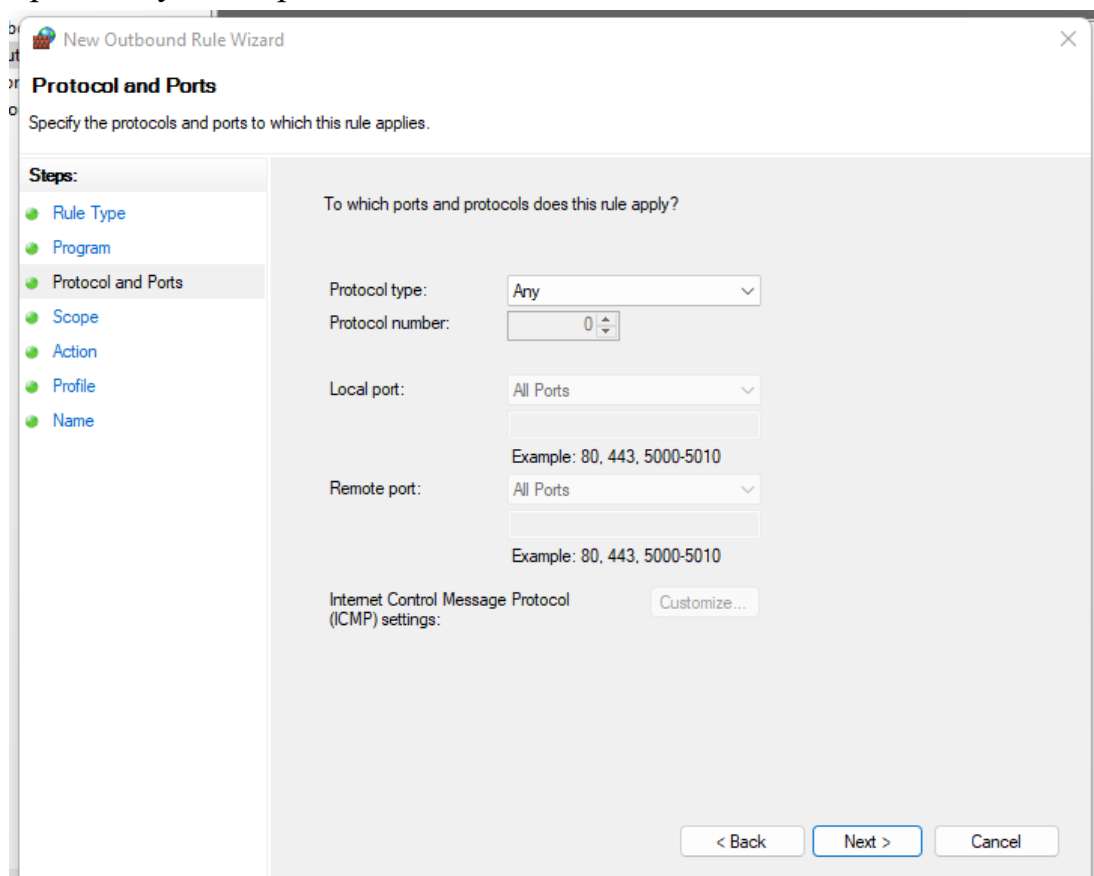 New Outbound Rule Wizard
Protocol and Ports
Specify the protocols and ports to which this rule applies.
Steps:
Rule Type
Program
Protocol and Ports
Scope
Action
Profile
Name
To which ports and protocols does this rule apply?
Protocol type: Any
Protocol number: 0
Local port: All Ports
Example: 80, 443, 5000-5010
Remote port: All Ports
Example: 80, 443, 5000-5010
Internet Control Message Protocol Customize...
(ICMP) settings:
< Back Next > Cancel